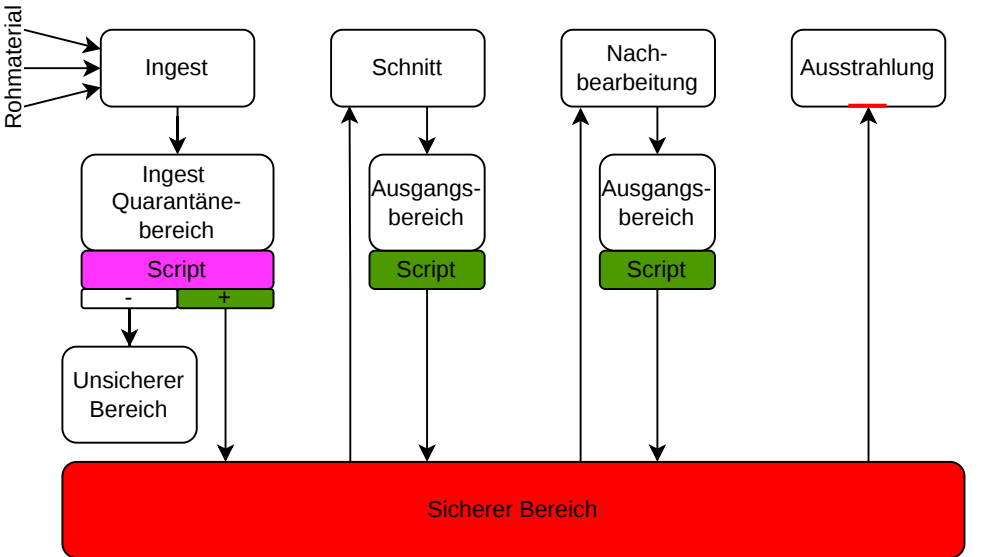 Rohmaterial
Ingest
Schnitt
Nach-
bearbeitung
Ausstrahlung
Ingest
Quarantäne-
bereich
Script
-
+
Ausgangs-
bereich
Script
Ausgangs-
bereich
Script
Unsicherer
Bereich
Sicherer Bereich